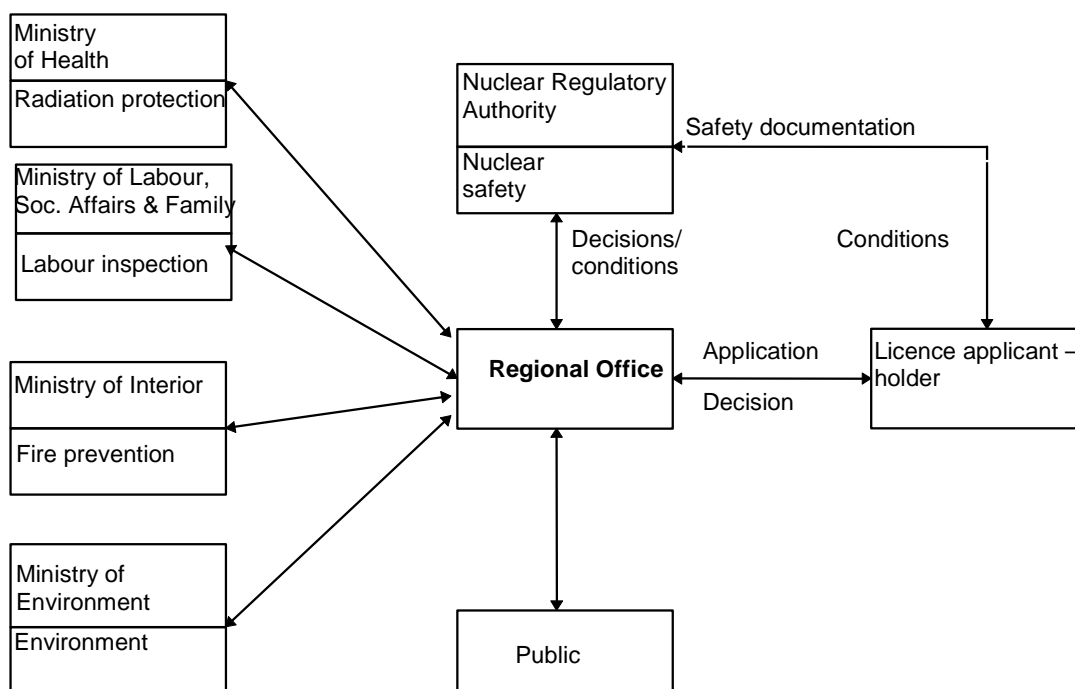 Ministry
of Health
Radiation protection
Ministry of Labour,
Soc. Affairs & Family
Labour inspection
Ministry of Interior
Fire prevention
Ministry of
Environment
Environment
Nuclear Regulatory
Authority
Nuclear
safety
Safety documentation
Decisions/
conditions
Conditions
Regional Office
Application
Decision
Licence applicant –
holder
Public